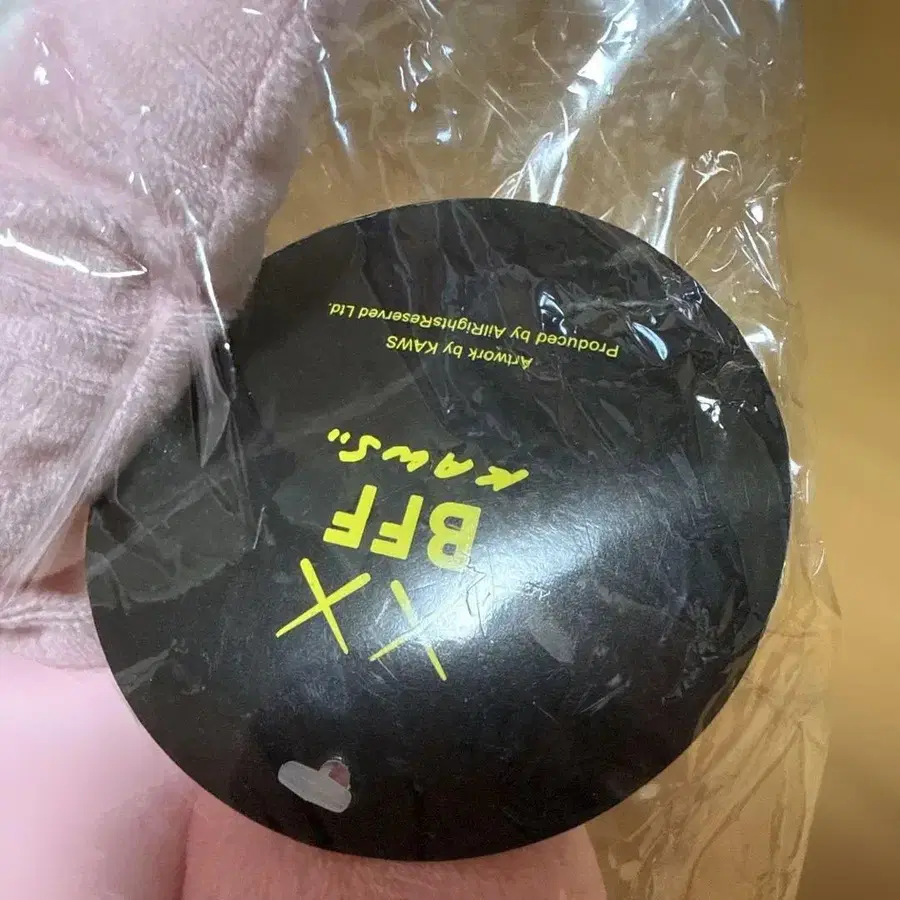 XX
BFF
KAWS..
Artwork by KAWS
Produced by AllRightsReserved Ltd.